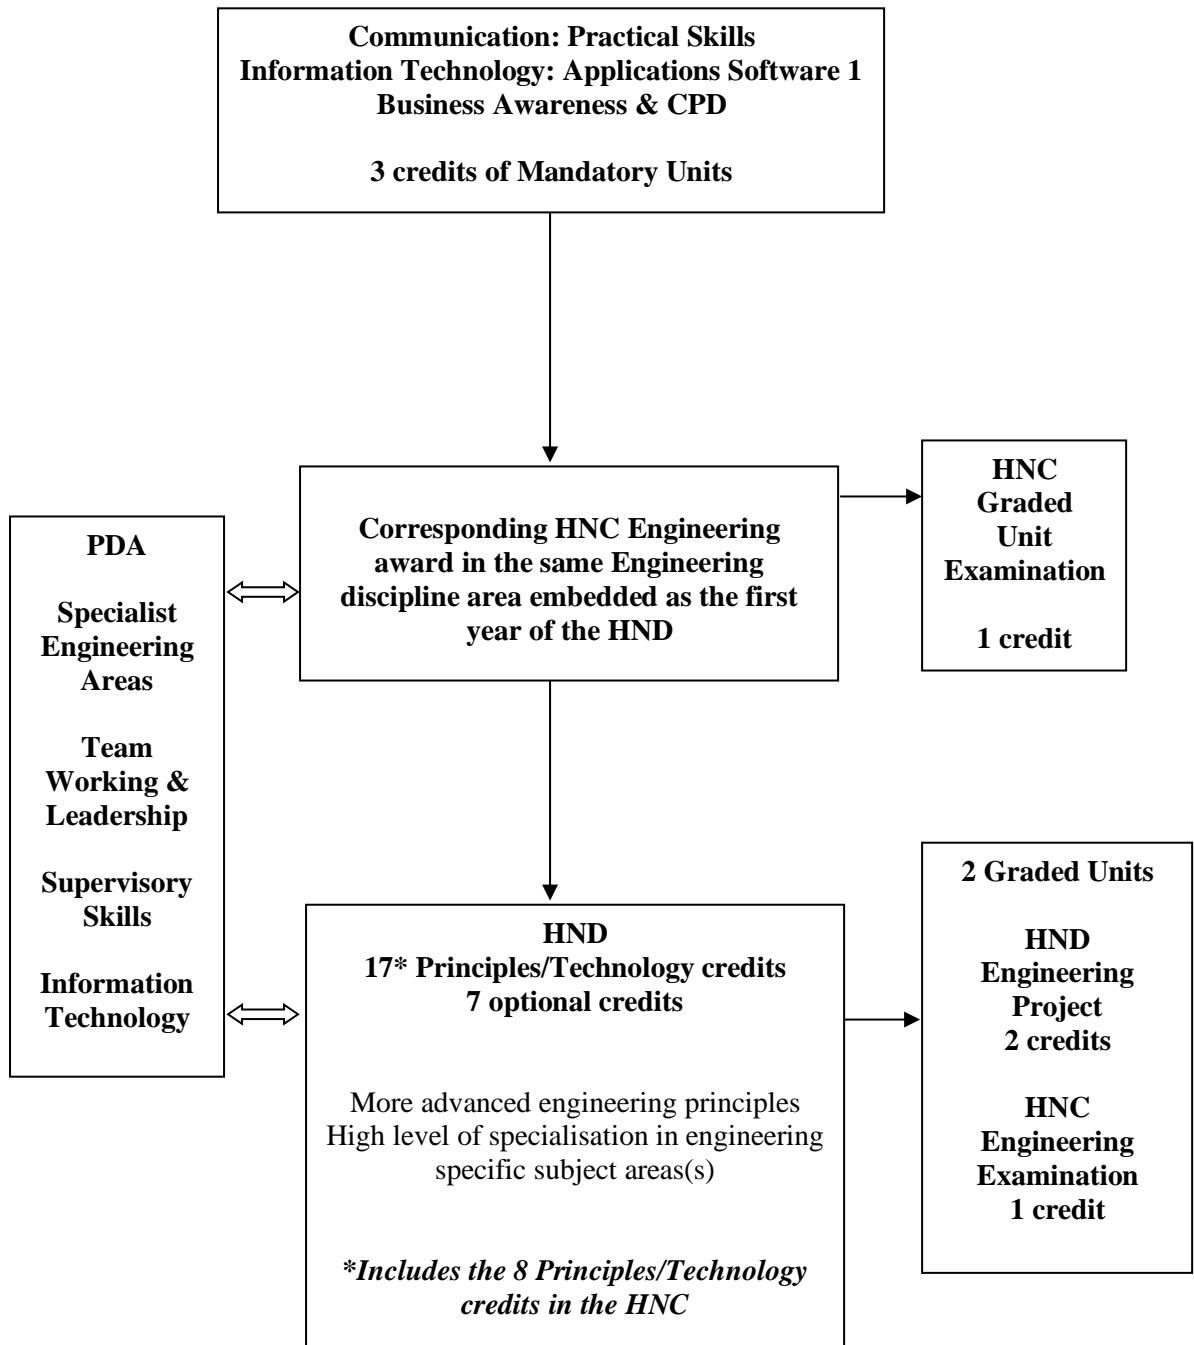 Communication: Practical Skills
Information Technology: Applications Software 1
Business Awareness & CPD
3 credits of Mandatory Units
Corresponding HNC Engineering
award in the same Engineering
discipline area embedded as the first
year of the HND
HNC
Graded
Unit
Examination
1 credit
PDA
Specialist
Engineering
Areas
Team
Working &
Leadership
Supervisory
Skills
Information
Technology
HND
17* Principles/Technology credits
7 optional credits
More advanced engineering principles
High level of specialisation in engineering
specific subject areas(s)
*Includes the 8 Principles/Technology
credits in the HNC
2 Graded Units
HND
Engineering
Project
2 credits
HNC
Engineering
Examination
1 credit